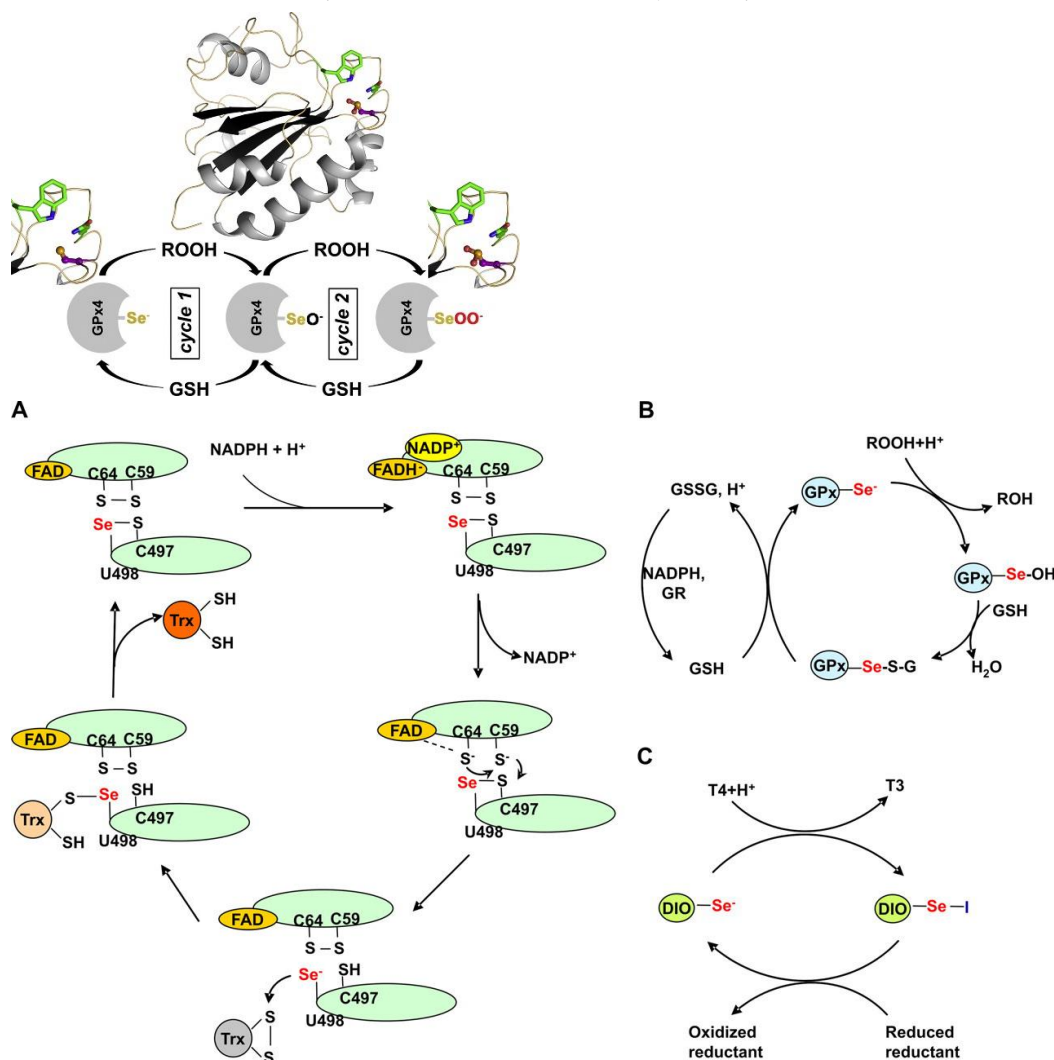 ROOH
ROOH
GPx4
Se-
cycle 1
GPx4
SeO-
cycle 2
GPx4
SeOO-
GSH
GSH
A
FAD
C64 C59
S – S
Se – S
C497
U498
NADPH + H+
NADP+
FADH-
C64 C59
S – S
Se – S
C497
U498
NADP+
Trx
SH
SH
FAD
C64 C59
S – S
S
Se
SH
Trx
SH
C497
U498
FAD
C64 C59
S-
S-
Se – S
C497
U498
FAD
C64 C59
S – S
Se-
SH
C497
U498
S
Trx
S
B
ROOH+H+
GSSG, H+
GPx
Se-
ROH
NADPH,
GR
GPx
Se-OH
GSH
GSH
GPx
Se-S-G
H2O
C
T4+H+
T3
DIO
Se-
DIO
Se
I
Oxidized
reductant
Reduced
reductant